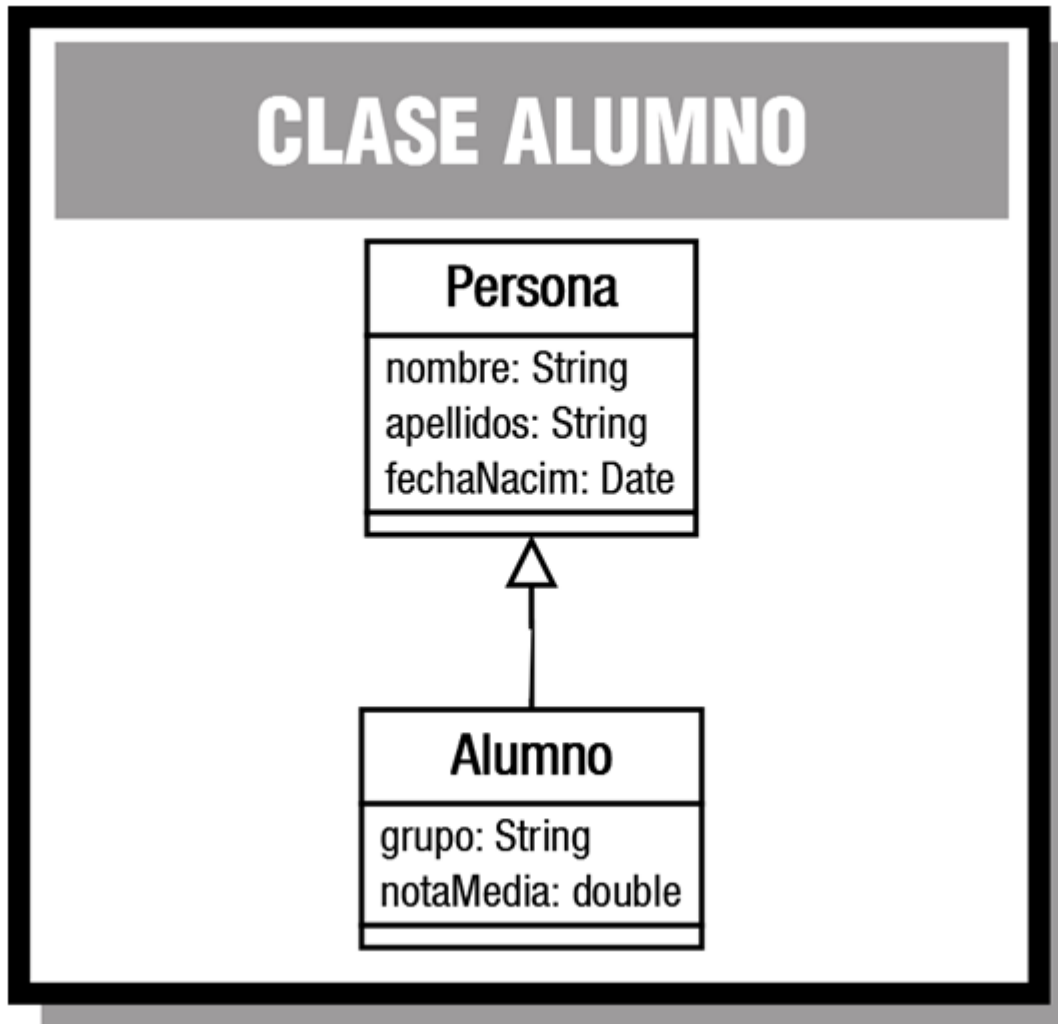 CLASE ALUMNO
Persona
nombre: String
apellidos: String
fechaNacim: Date
Alumno
grupo: String
notaMedia: double